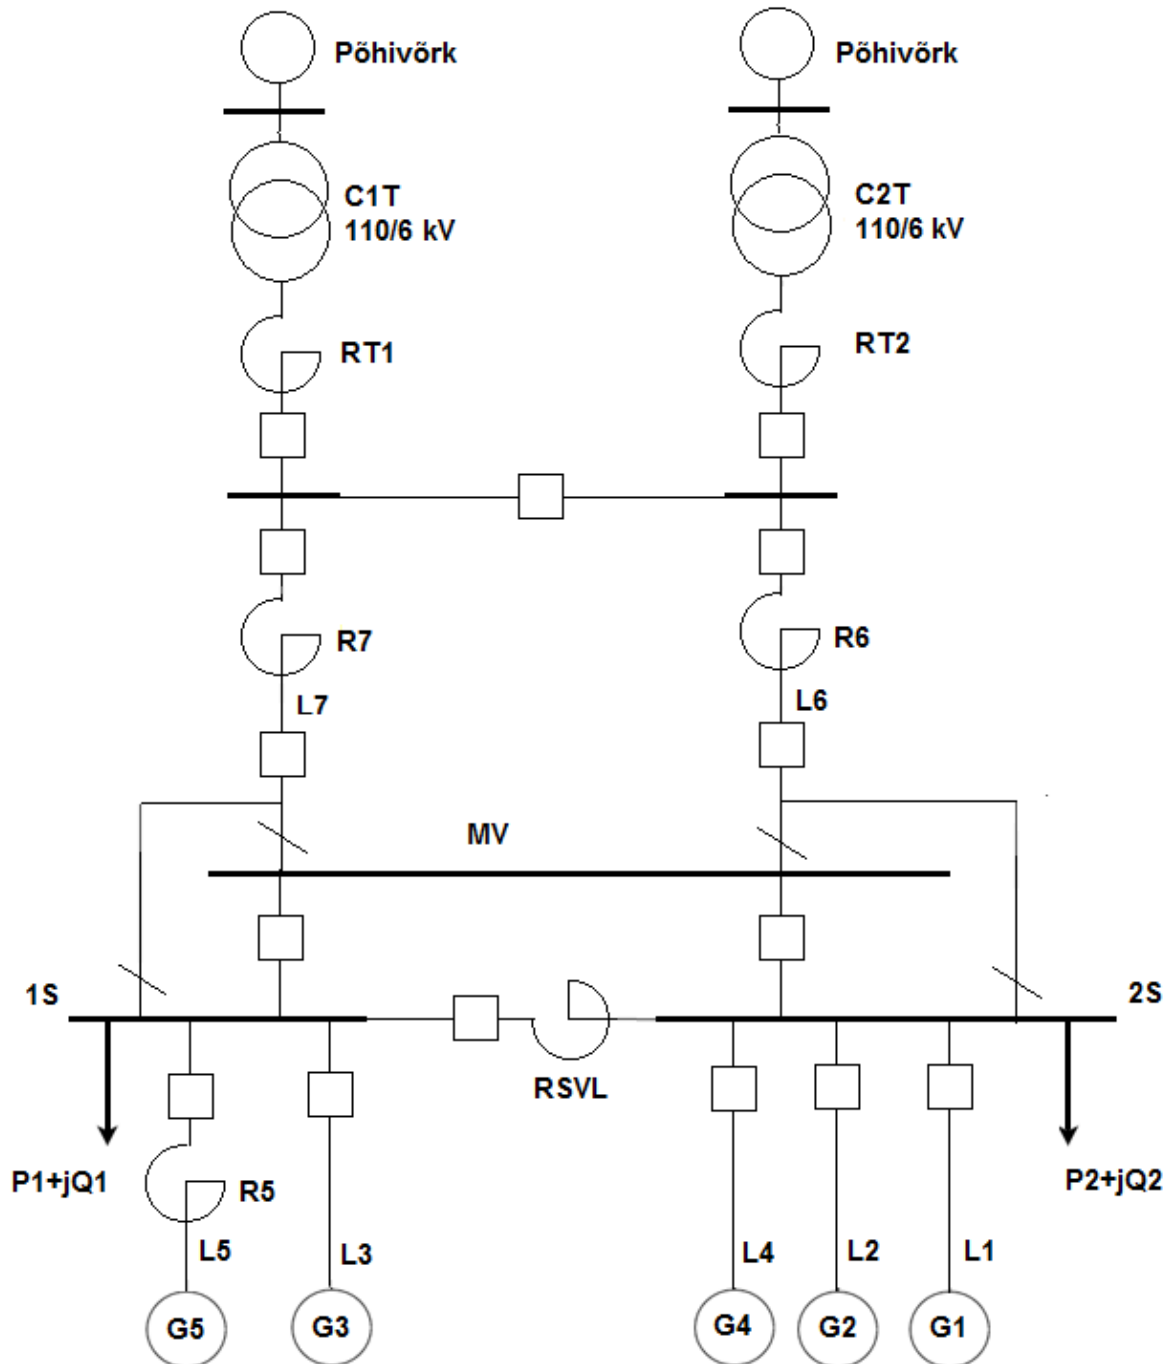 Põhivõrk
Põhivõrk
C1T
110/6 kV
C2T
110/6 kV
RT1
RT2
R7
R6
L7
L6
MV
1S
2S
RSVL
P1+jQ1
R5
P2+jQ2
L5
L3
L4
L2
L1
G5
G3
G4
G2
G1